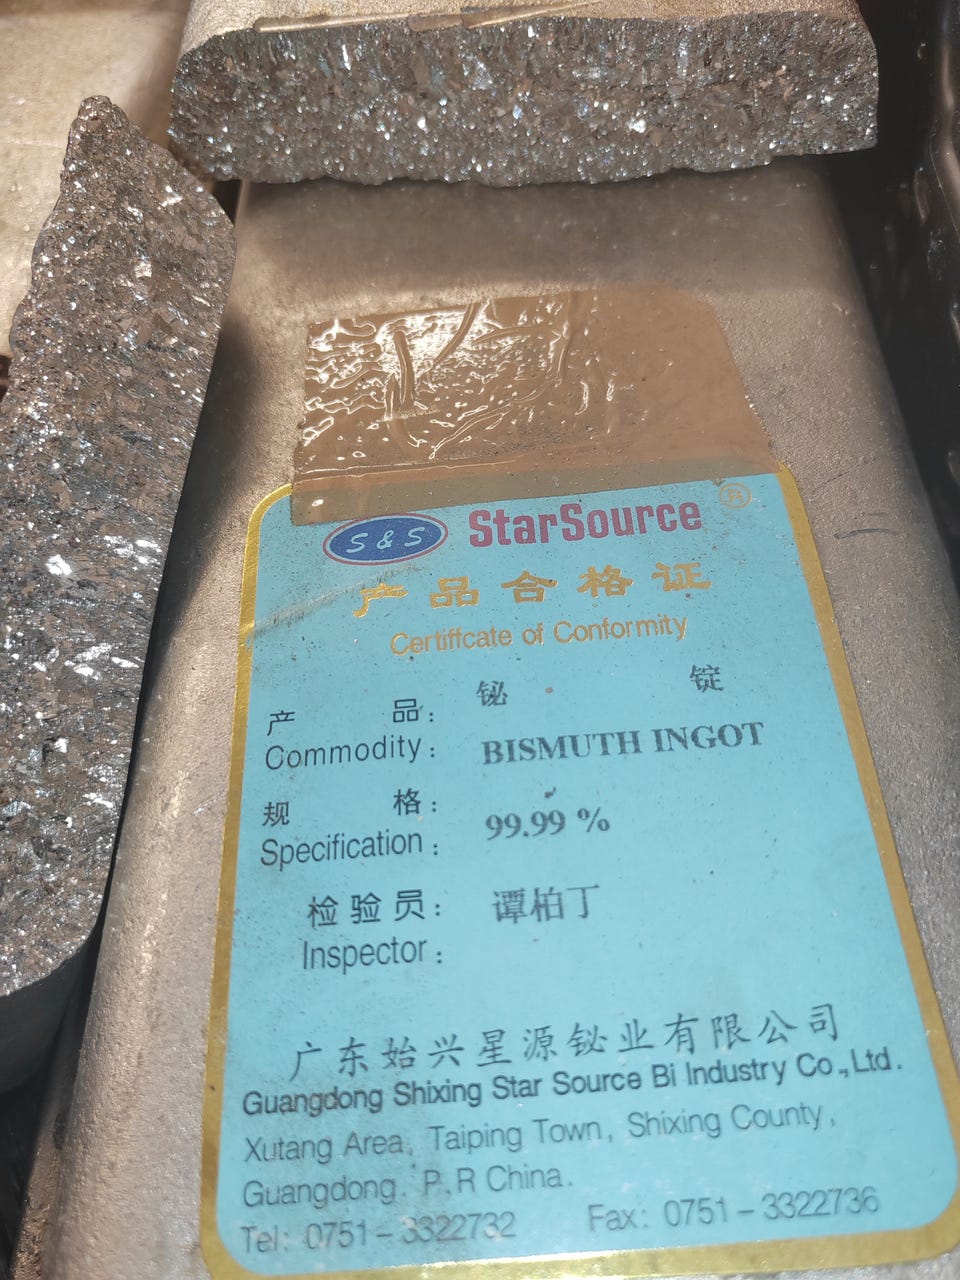 S & S StarSource ®
产品合格证
Certiffcate of Conformity
产 品： 铋 锭
Commodity： BISMUTH INGOT
规 格：
Specification： 99.99 %
检验员： 谭柏丁
Inspector：
广东始兴星源铋业有限公司
Guangdong Shixing Star Source Bi Industry Co.,Ltd.
Xutang Area, Taiping Town, Shixing County,
Guangdong. P.R China.
Tel: 0751-3322732 Fax: 0751-3322736